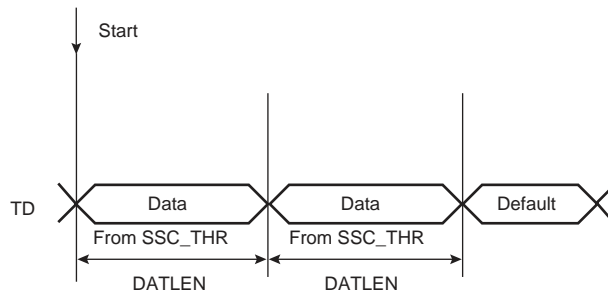 Start
TD
Data
Data
Default
From SSC_THR
From SSC_THR
DATLEN
DATLEN